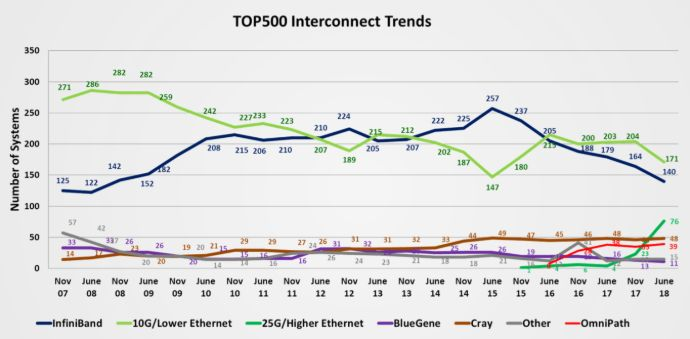 TOP500 Interconnect Trends
350
300
250
200
150
100
50
0
Number of Systems
271 286 282 282 259 242 227 233 223 207 189 215 212 202 187 147 180 215 200 203 204 171
125 122 142 152 182 208 215 206 210 210 224 205 207 222 225 257 237 205 188 179 164 140
57 42
33 33 26 26
14 17
23 20 20 20 21 29 29 27 26 31 31 32 33 44 49 47 45 46 48 48
76
39
15
11
Nov June Nov June Nov June Nov June Nov June Nov June Nov June Nov June Nov June Nov June Nov June
07 08 08 09 09 10 10 11 11 12 12 13 13 14 14 15 15 16 16 17 17 18
InfiniBand 10G/Lower Ethernet 25G/Higher Ethernet BlueGene Cray Other OmniPath